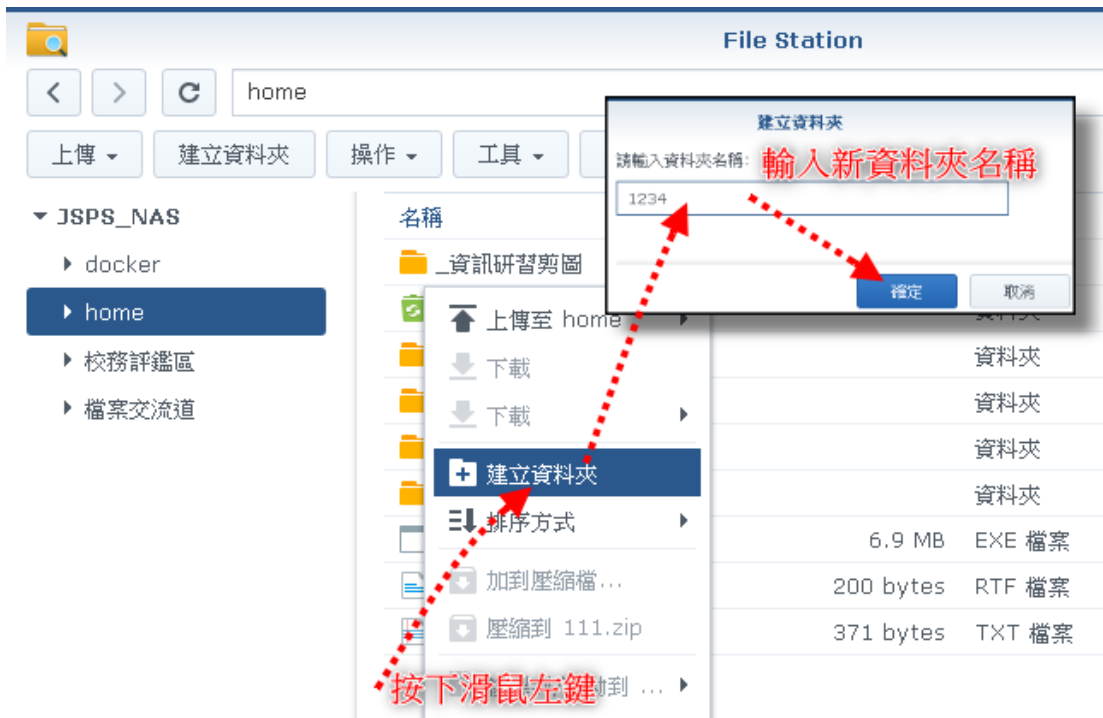 File Station
home
上傳
建立資料夾
操作
工具
建立資料夾
請輸入資料夾名稱:
輸入新資料夾名稱
1234
確定
取消
JSPS_NAS
docker
home
校務評鑑區
檔案交流道
名稱
_資訊研習剪圖
上傳至 home
下載
資料夾
下載
資料夾
資料夾
建立資料夾
資料夾
排序方式
6.9 MB EXE 檔案
加到壓縮檔...
200 bytes RTF 檔案
壓縮到 111.zip
371 bytes TXT 檔案
按下滑鼠左鍵
到 ...